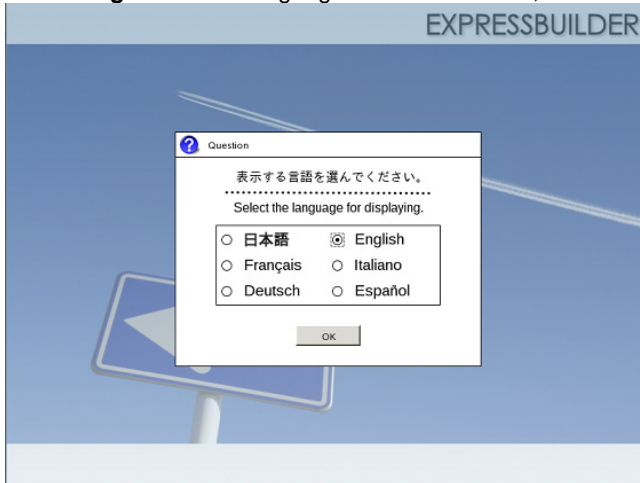 EXPRESSBUILDER
Question
表示する言語を選んでください。
Select the language for displaying.
日本語 English
Français Italiano
Deutsch Español
OK